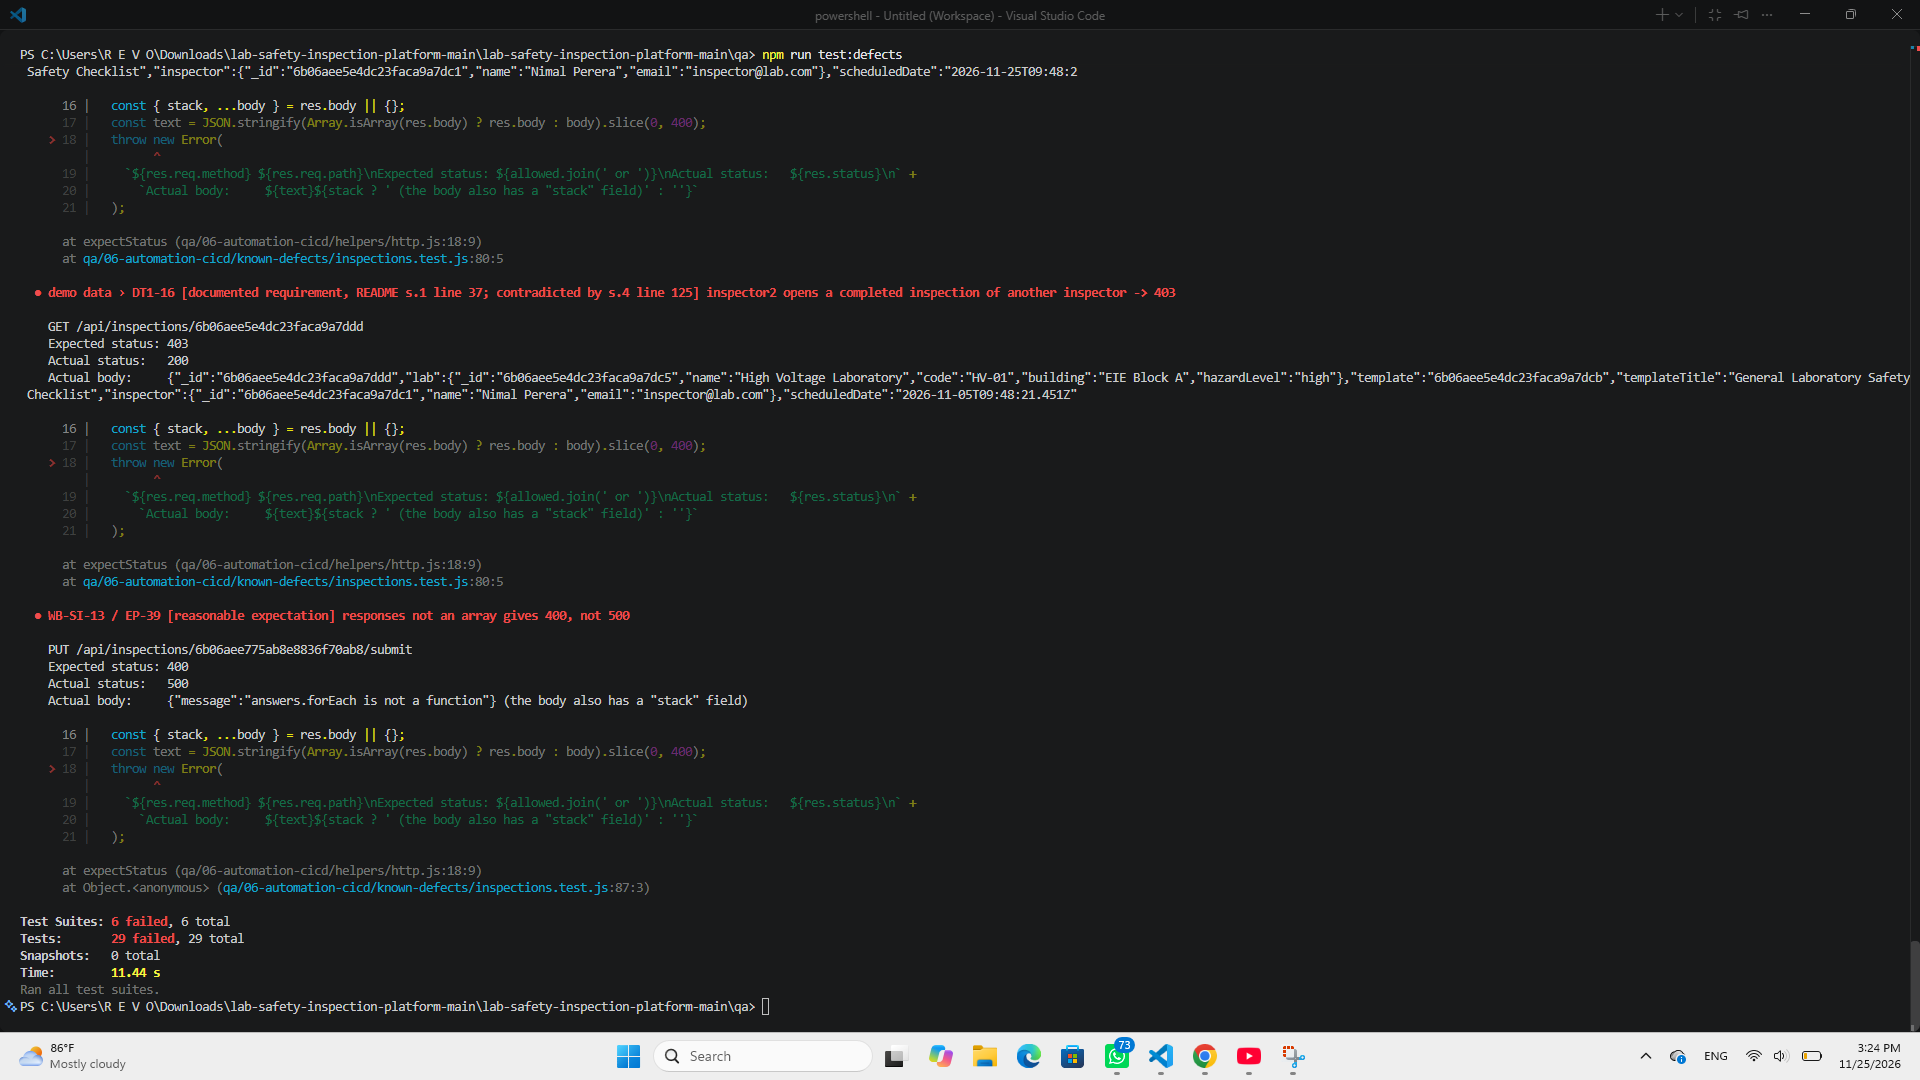 powershell - Untitled (Workspace) - Visual Studio Code
PS C:\Users\R E V O\Downloads\lab-safety-inspection-platform-main\lab-safety-inspection-platform-main\qa> npm run test:defects
Safety Checklist","inspector":{"_id":"6b06aee5e4dc23faca9a7dc1","name":"Nimal Perera","email":"inspector@lab.com"},"scheduledDate":"2026-11-25T09:48:2
16 |   const { stack, ...body } = res.body || {};
17 |   const text = JSON.stringify(Array.isArray(res.body) ? res.body : body).slice(0, 400);
> 18 |   throw new Error(
|         ^
19 |     `${res.req.method} ${res.req.path}\nExpected status: ${allowed.join(' or ')}\nActual status:   ${res.status}\n` +
20 |       `Actual body:     ${text}${stack ? ' (the body also has a "stack" field)' : ''}`
21 |   );
at expectStatus (qa/06-automation-cicd/helpers/http.js:18:9)
at qa/06-automation-cicd/known-defects/inspections.test.js:80:5
● demo data › DT1-16 [documented requirement, README s.1 line 37; contradicted by s.4 line 125] inspector2 opens a completed inspection of another inspector -> 403
GET /api/inspections/6b06aee5e4dc23faca9a7ddd
Expected status: 403
Actual status:   200
Actual body:     {"_id":"6b06aee5e4dc23faca9a7ddd","lab":{"_id":"6b06aee5e4dc23faca9a7dc5","name":"High Voltage Laboratory","code":"HV-01","building":"EIE Block A","hazardLevel":"high"},"template":"6b06aee5e4dc23faca9a7dcb","templateTitle":"General Laboratory Safety
Checklist","inspector":{"_id":"6b06aee5e4dc23faca9a7dc1","name":"Nimal Perera","email":"inspector@lab.com"},"scheduledDate":"2026-11-05T09:48:21.451Z"
16 |   const { stack, ...body } = res.body || {};
17 |   const text = JSON.stringify(Array.isArray(res.body) ? res.body : body).slice(0, 400);
> 18 |   throw new Error(
|         ^
19 |     `${res.req.method} ${res.req.path}\nExpected status: ${allowed.join(' or ')}\nActual status:   ${res.status}\n` +
20 |       `Actual body:     ${text}${stack ? ' (the body also has a "stack" field)' : ''}`
21 |   );
at expectStatus (qa/06-automation-cicd/helpers/http.js:18:9)
at qa/06-automation-cicd/known-defects/inspections.test.js:80:5
● WB-SI-13 / EP-39 [reasonable expectation] responses not an array gives 400, not 500
PUT /api/inspections/6b06aee775ab8e8836f70ab8/submit
Expected status: 400
Actual status:   500
Actual body:     {"message":"answers.forEach is not a function"} (the body also has a "stack" field)
16 |   const { stack, ...body } = res.body || {};
17 |   const text = JSON.stringify(Array.isArray(res.body) ? res.body : body).slice(0, 400);
> 18 |   throw new Error(
|         ^
19 |     `${res.req.method} ${res.req.path}\nExpected status: ${allowed.join(' or ')}\nActual status:   ${res.status}\n` +
20 |       `Actual body:     ${text}${stack ? ' (the body also has a "stack" field)' : ''}`
21 |   );
at expectStatus (qa/06-automation-cicd/helpers/http.js:18:9)
at Object.<anonymous> (qa/06-automation-cicd/known-defects/inspections.test.js:87:3)
Test Suites: 6 failed, 6 total
Tests:       29 failed, 29 total
Snapshots:   0 total
Time:        11.44 s
Ran all test suites.
PS C:\Users\R E V O\Downloads\lab-safety-inspection-platform-main\lab-safety-inspection-platform-main\qa>
86°F
Mostly cloudy
Search
73
ENG
3:24 PM
11/25/2026